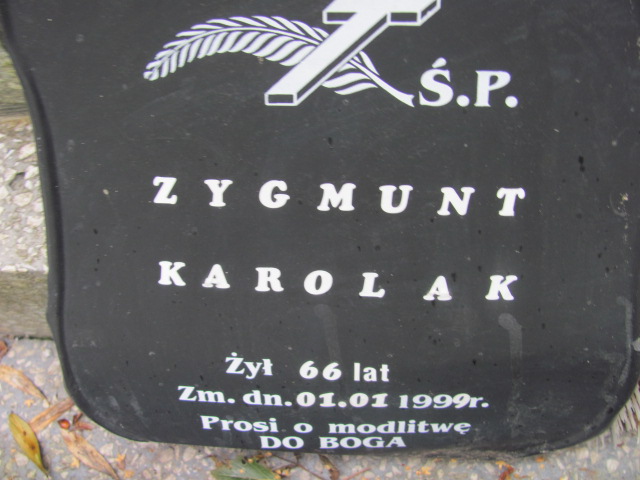 Ś.P.
ZYGMUNT
KAROLAK
Żył 66 lat
Zm. dn.01.01 1999r.
Prosi o modlitwę
DO BOGA